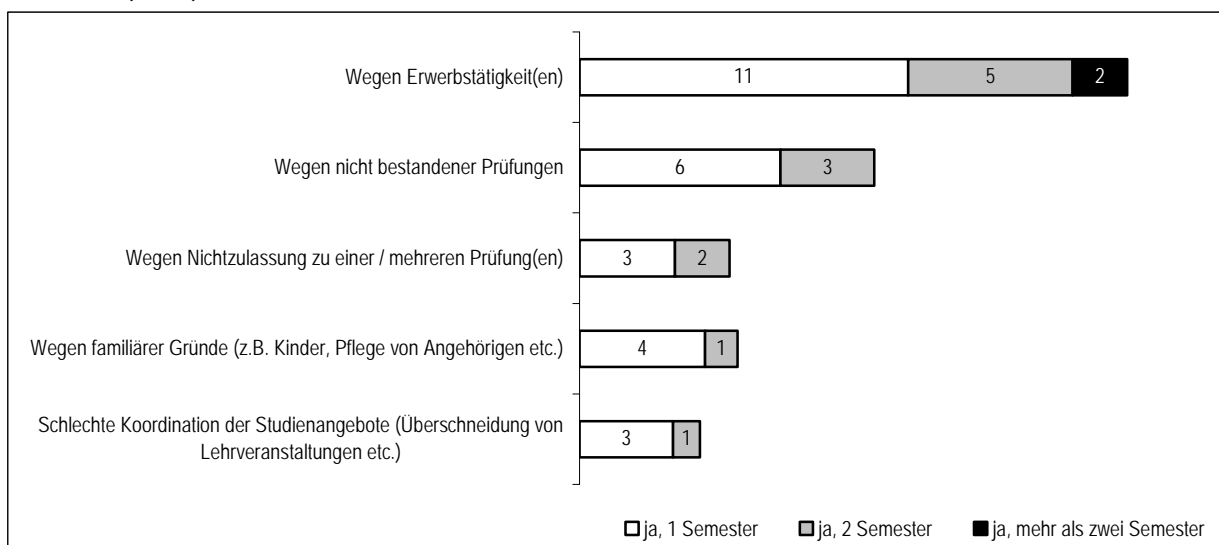 Wegen Erwerbstätigkeit(en)
11
5
2
Wegen nicht bestandener Prüfungen
6
3
Wegen Nichtzulassung zu einer / mehreren Prüfung(en)
3
2
Wegen familiärer Gründe (z.B. Kinder, Pflege von Angehörigen etc.)
4
1
Schlechte Koordination der Studienangebote (Überschneidung von
Lehrveranstaltungen etc.)
3
1
ja, 1 Semester
ja, 2 Semester
ja, mehr als zwei Semester